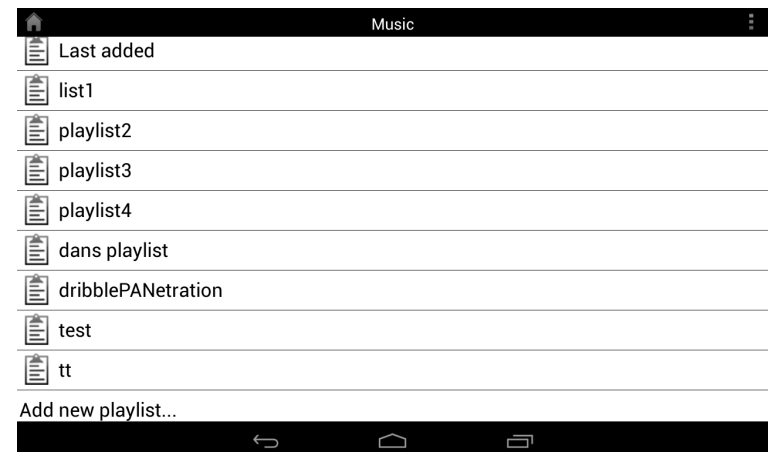 Music
Last added
list1
playlist2
playlist3
playlist4
dans playlist
dribblePANetration
test
tt
Add new playlist...